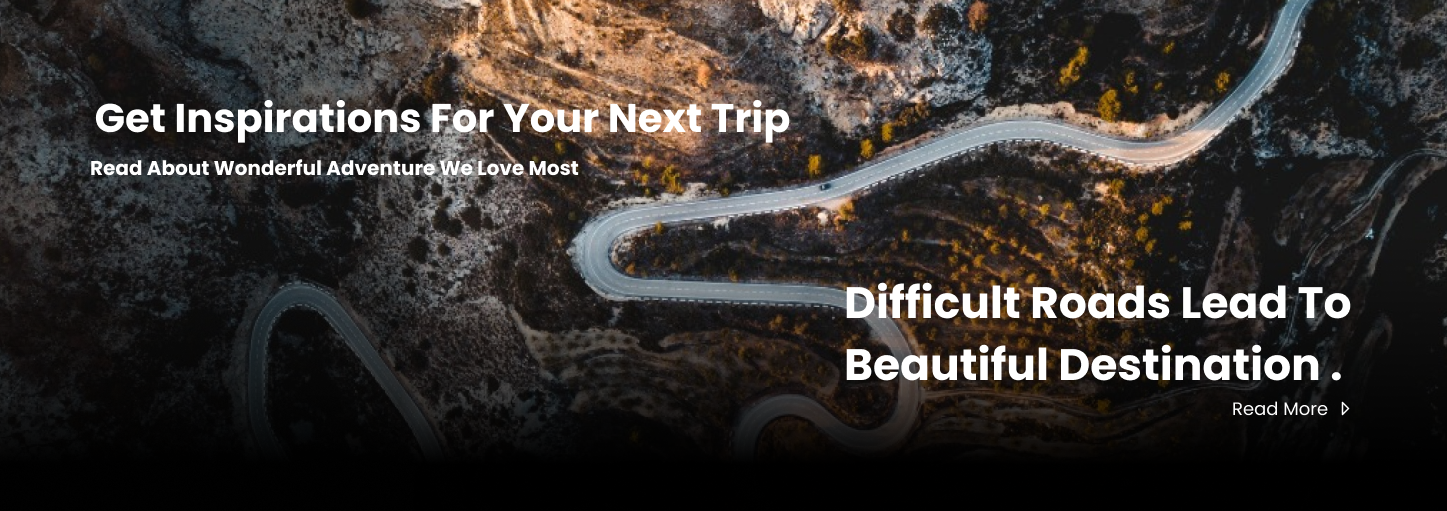 Get Inspirations For Your Next Trip
Read About Wonderful Adventure We Love Most
Difficult Roads Lead To
Beautiful Destination .
Read More